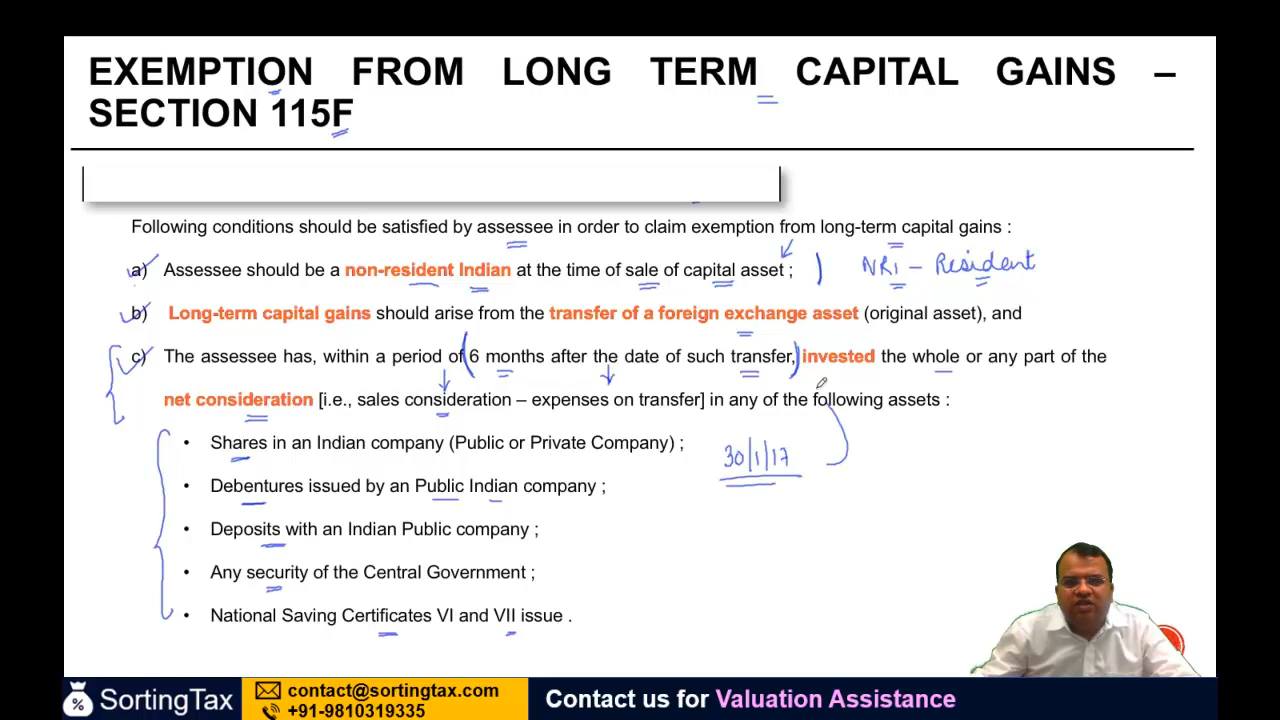 EXEMPTION FROM LONG TERM CAPITAL GAINS –
SECTION 115F
Following conditions should be satisfied by assessee in order to claim exemption from long-term capital gains :
a) Assessee should be a non-resident Indian at the time of sale of capital asset ; ) NRI – Resident
b) Long-term capital gains should arise from the transfer of a foreign exchange asset (original asset), and
c) The assessee has, within a period of (6 months after the date of such transfer,) invested the whole or any part of the
net consideration [i.e., sales consideration – expenses on transfer] in any of the following assets :
• Shares in an Indian company (Public or Private Company) ;
30/1/17
• Debentures issued by an Public Indian company ;
• Deposits with an Indian Public company ;
• Any security of the Central Government ;
• National Saving Certificates VI and VII issue .
SortingTax
contact@sortingtax.com
+91-9810319335
Contact us for Valuation Assistance